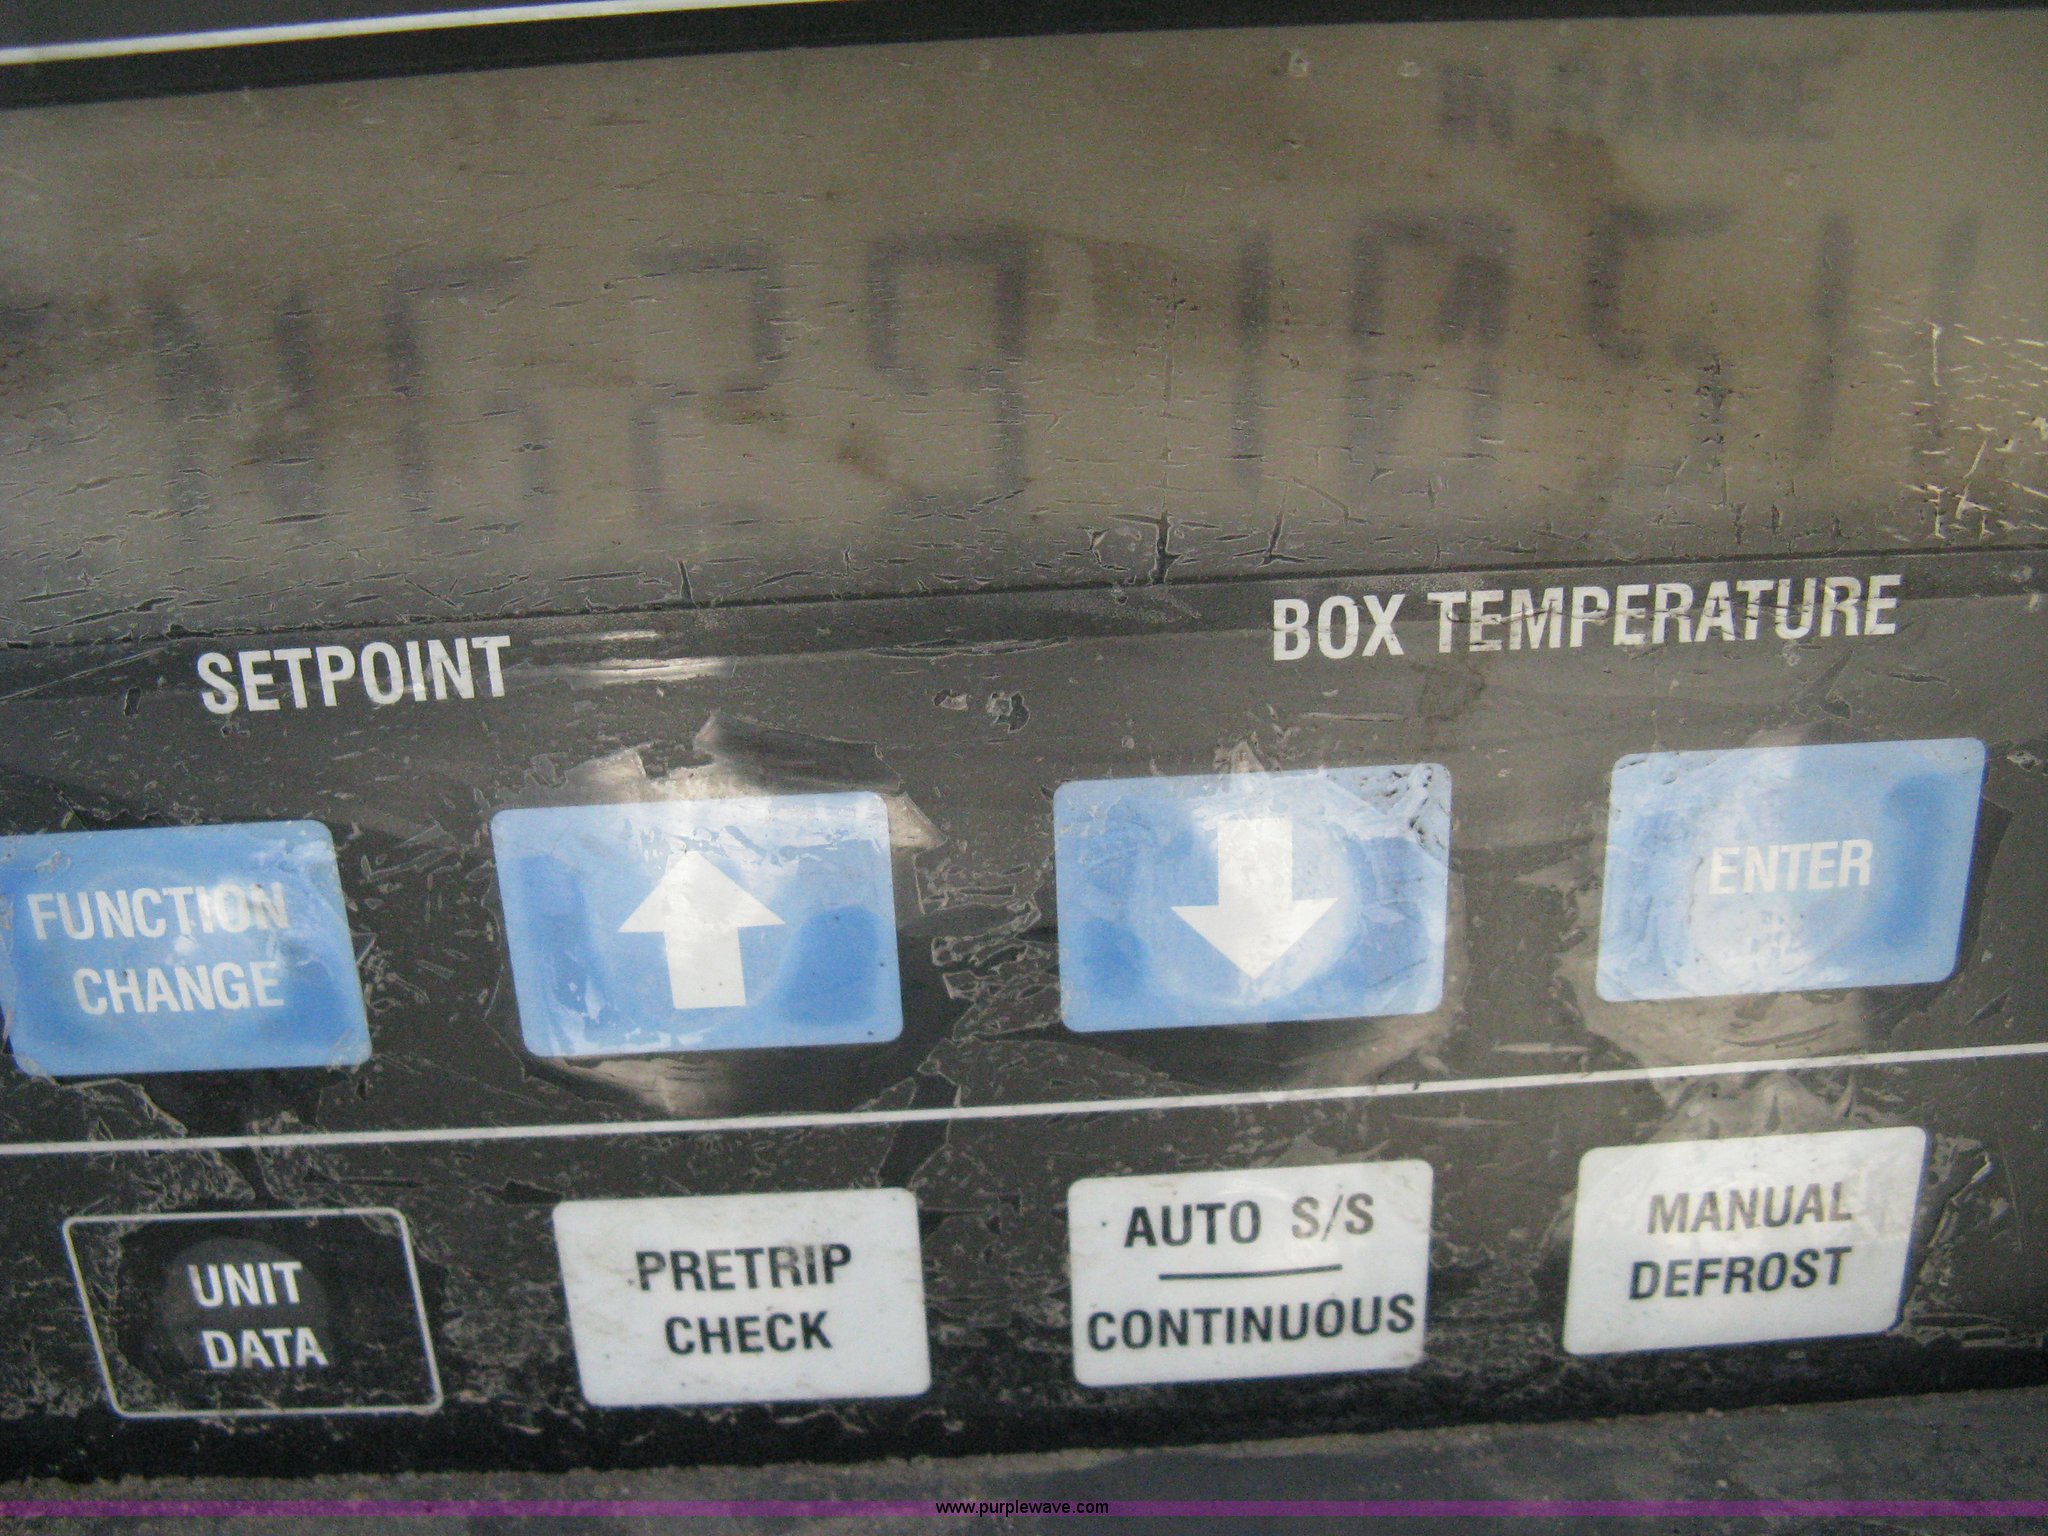 SETPOINT
BOX TEMPERATURE
FUNCTION
CHANGE
ENTER
UNIT
DATA
PRETRIP
CHECK
AUTO S/S
CONTINUOUS
MANUAL
DEFROST
www.purplewave.com